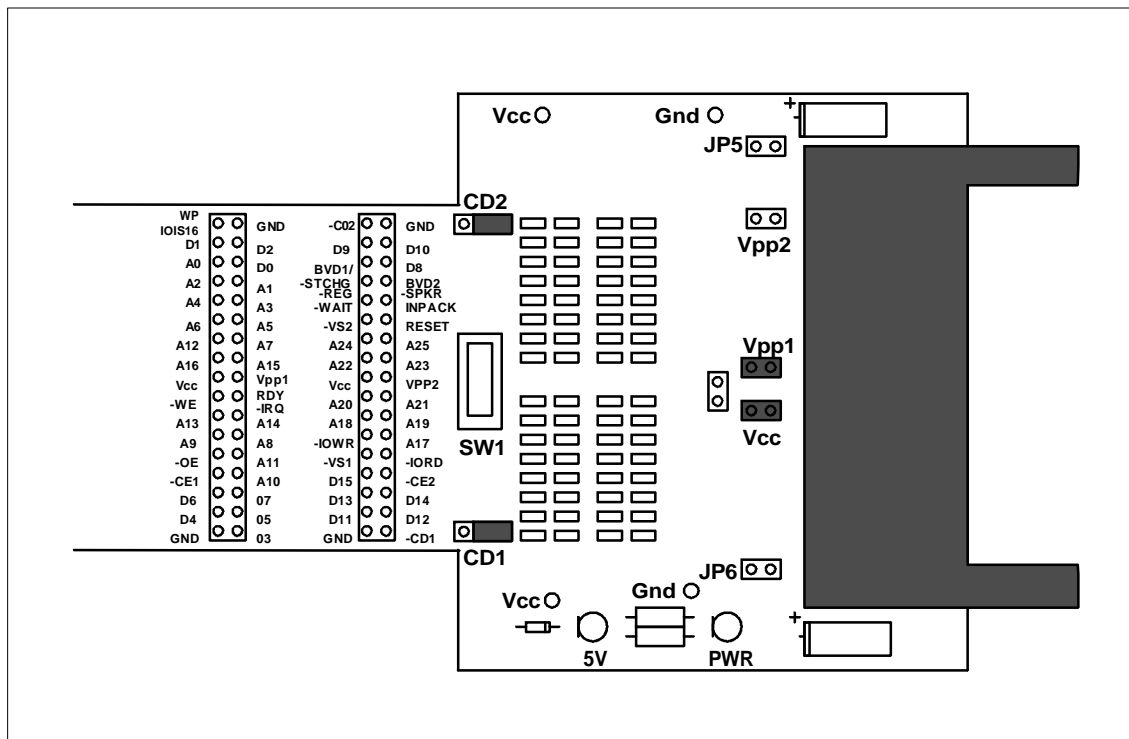 Vcc
Gnd
+
JP5
CD2
Vpp2
WP
IOIS16
GND
-C02
GND
D1
D2
D9
D10
A0
D0
BVD1/
D8
A2
A1
-STCHG
BVD2
-REG
-SPKR
A4
A3
-WAIT
INPACK
A6
A5
-VS2
RESET
A12
A7
A24
A25
A16
A15
A22
A23
Vcc
Vpp1
Vcc
VPP2
-WE
RDY
-IRQ
A20
A21
A13
A14
A18
A19
A9
A8
-IOWR
A17
-OE
A11
-VS1
-IORD
-CE1
A10
D15
-CE2
D6
07
D13
D14
D4
05
D11
D12
GND
03
GND
-CD1
SW1
Vpp1
Vcc
CD1
JP6
Vcc
Gnd
+
5V
PWR